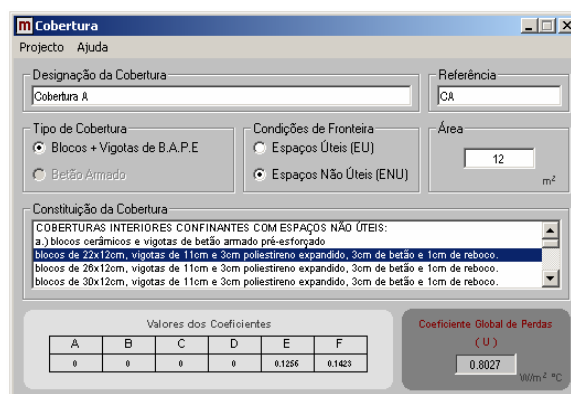 m Cobertura
Projecto Ajuda
Designação da Cobertura
Cobertura A
Referência
CA
Tipo de Cobertura
Blocos + Vigotas de B.A.P.E
Betão Armado
Condições de Fronteira
Espaços Úteis (EU)
Espaços Não Úteis (ENU)
Área
12
m²
Constituição da Cobertura
COBERTURAS INTERIORES CONFINANTES COM ESPAÇOS NÃO ÚTEIS:
a.) blocos cerâmicos e vigotas de betão armado pré-esforçado
blocos de 22x12cm, vigotas de 11cm e 3cm poliestireno expandido, 3cm de betão e 1cm de reboco.
blocos de 26x12cm, vigotas de 11cm e 3cm poliestireno expandido, 3cm de betão e 1cm de reboco.
blocos de 30x12cm, vigotas de 11cm e 3cm poliestireno expandido, 3cm de betão e 1cm de reboco.
Valores dos Coeficientes
A B C D E F
0 0 0 0 0.1256 0.1423
Coeficiente Global de Perdas
( U )
0.8027
W/m² ºC